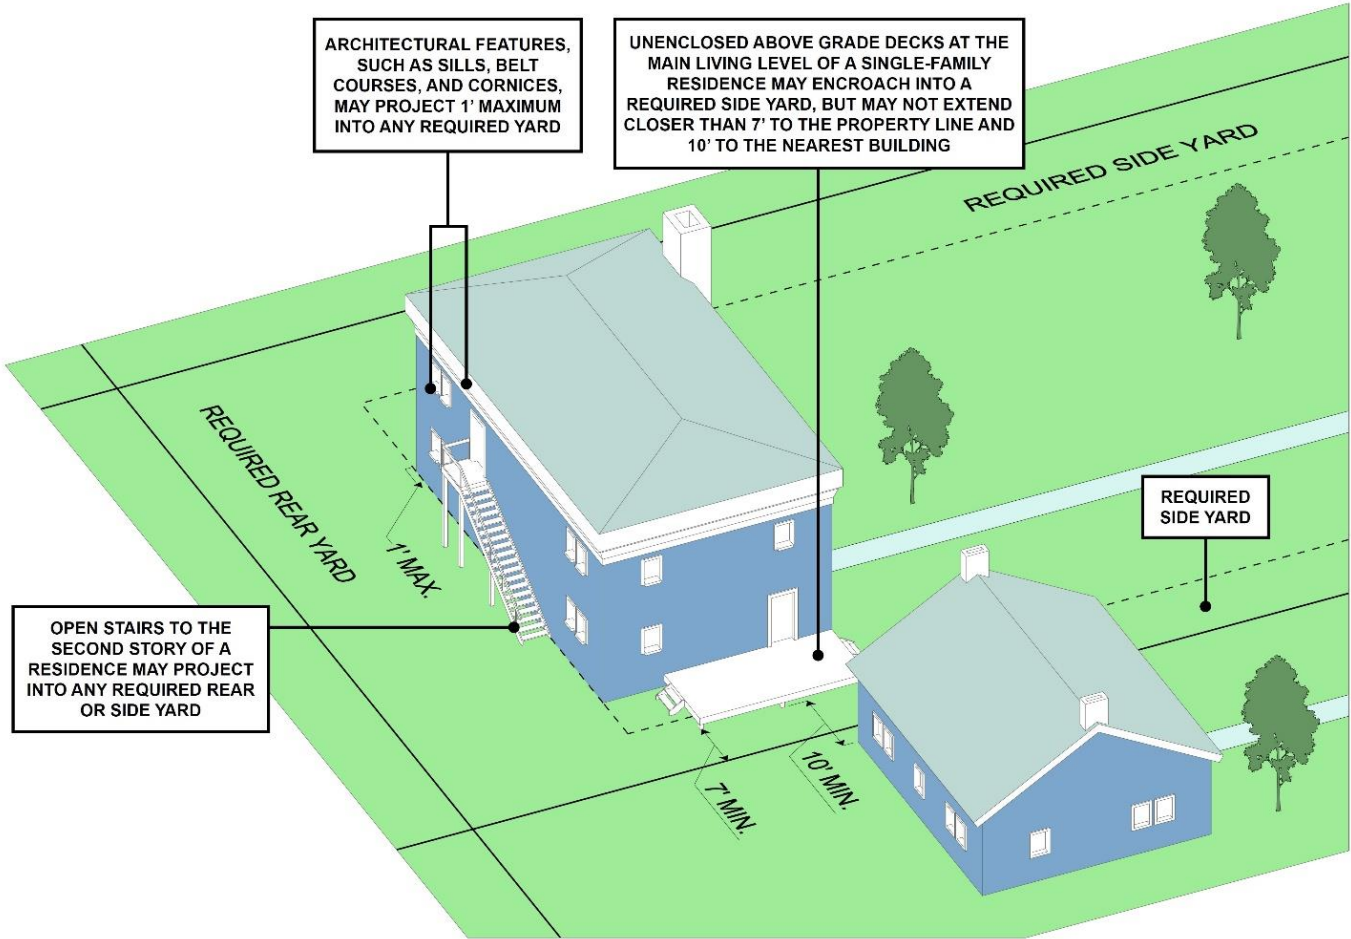 ARCHITECTURAL FEATURES,
SUCH AS SILLS, BELT
COURSES, AND CORNICES,
MAY PROJECT 1' MAXIMUM
INTO ANY REQUIRED YARD
UNENCLOSED ABOVE GRADE DECKS AT THE
MAIN LIVING LEVEL OF A SINGLE-FAMILY
RESIDENCE MAY ENCROACH INTO A
REQUIRED SIDE YARD, BUT MAY NOT EXTEND
CLOSER THAN 7' TO THE PROPERTY LINE AND
10' TO THE NEAREST BUILDING
REQUIRED SIDE YARD
REQUIRED REAR YARD
1' MAX.
REQUIRED
SIDE YARD
OPEN STAIRS TO THE
SECOND STORY OF A
RESIDENCE MAY PROJECT
INTO ANY REQUIRED REAR
OR SIDE YARD
7' MIN.
10' MIN.